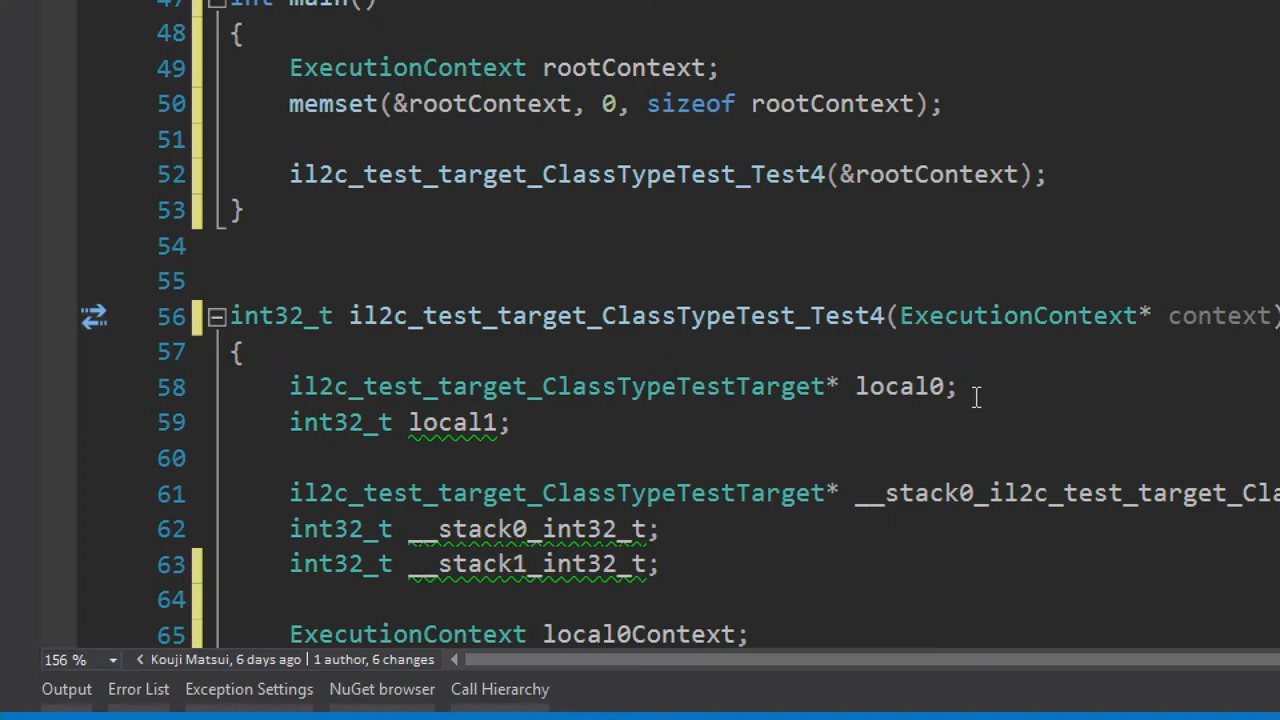 47 int main()
48 {
49 ExecutionContext rootContext;
50 memset(&rootContext, 0, sizeof rootContext);
51
52 il2c_test_target_ClassTypeTest_Test4(&rootContext);
53 }
54
55
56 int32_t il2c_test_target_ClassTypeTest_Test4(ExecutionContext* context)
57 {
58 il2c_test_target_ClassTypeTestTarget* local0;
59 int32_t local1;
60
61 il2c_test_target_ClassTypeTestTarget* __stack0_il2c_test_target_Cla
62 int32_t __stack0_int32_t;
63 int32_t __stack1_int32_t;
64
65 ExecutionContext local0Context;
156 % Kouji Matsui, 6 days ago | 1 author, 6 changes
Output Error List Exception Settings NuGet browser Call Hierarchy